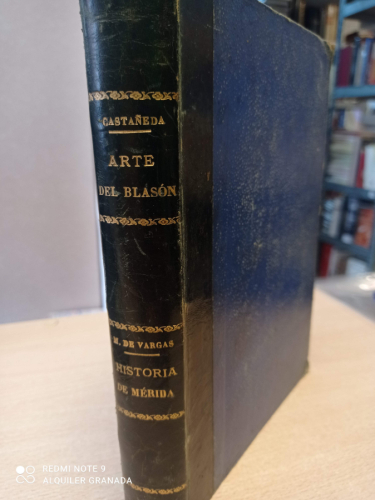 CASTAÑEDA
ARTE
DEL BLASÓN
M. DE VARGAS
HISTORIA
DE MÉRIDA
REDMI NOTE 9
ALQUILER GRANADA